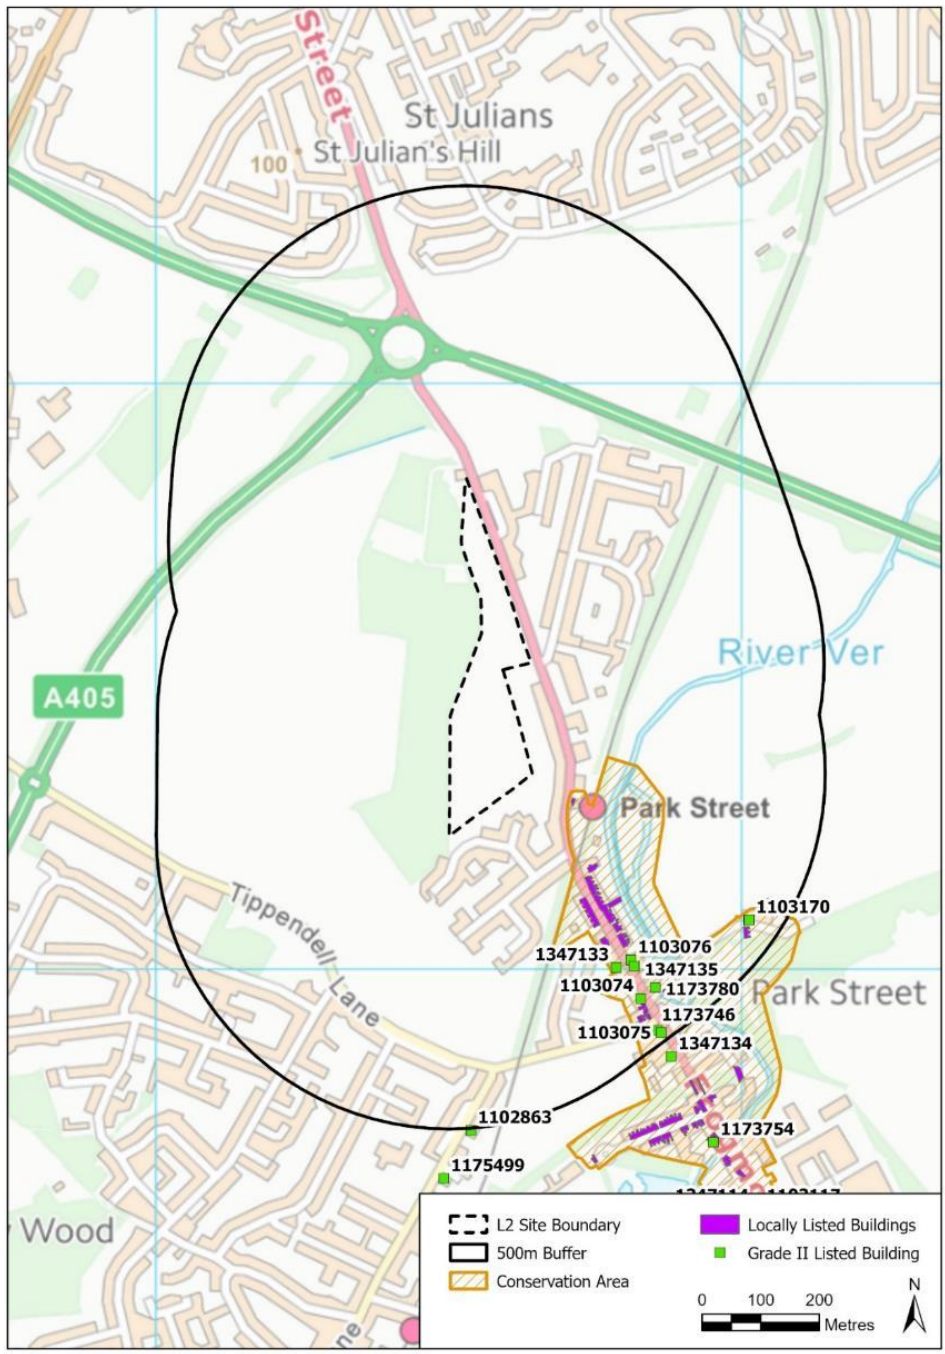 Street
St Julians
100
St Julian's Hill
A405
River Ver
Park Street
Tippendell Lane
1103170
1103076
1347133
1347135
1103074
1173780
Park Street
1173746
1103075
1347134
1102863
1173754
1175499
Wood
L2 Site Boundary
500m Buffer
Conservation Area
Locally Listed Buildings
Grade II Listed Building
0 100 200
Metres
N
ne